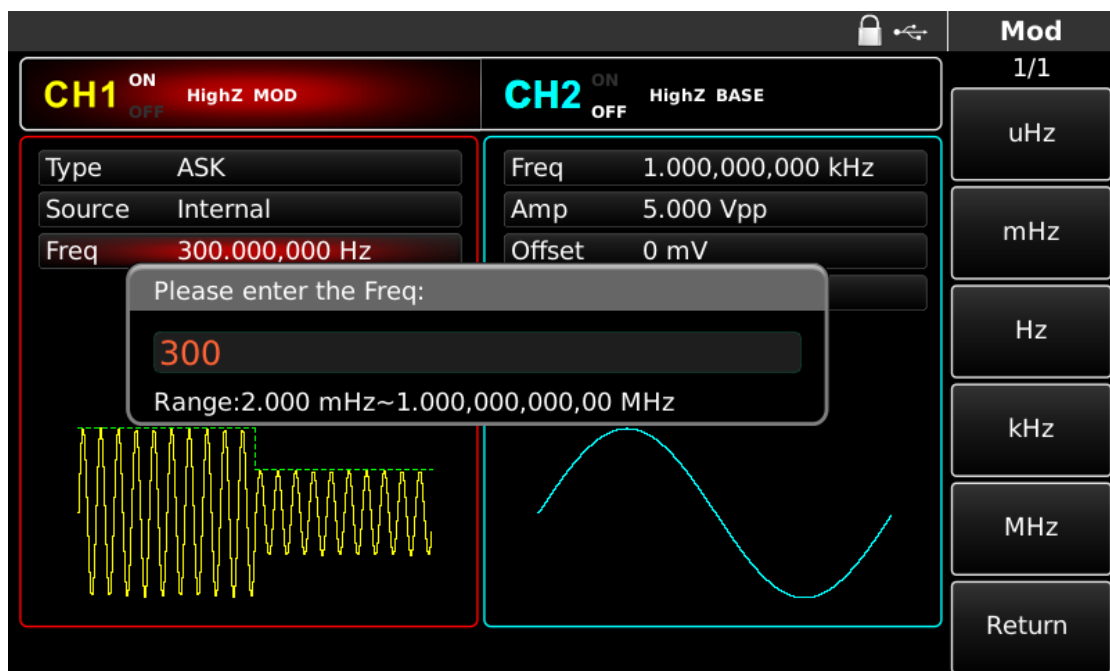 Mod
1/1
CH1 ON OFF HighZ MOD
CH2 ON OFF HighZ BASE
Type ASK
Source Internal
Freq 300.000,000 Hz
Freq 1.000,000,000 kHz
Amp 5.000 Vpp
Offset 0 mV
Please enter the Freq:
300
Range:2.000 mHz~1.000,000,000,00 MHz
uHz
mHz
Hz
kHz
MHz
Return